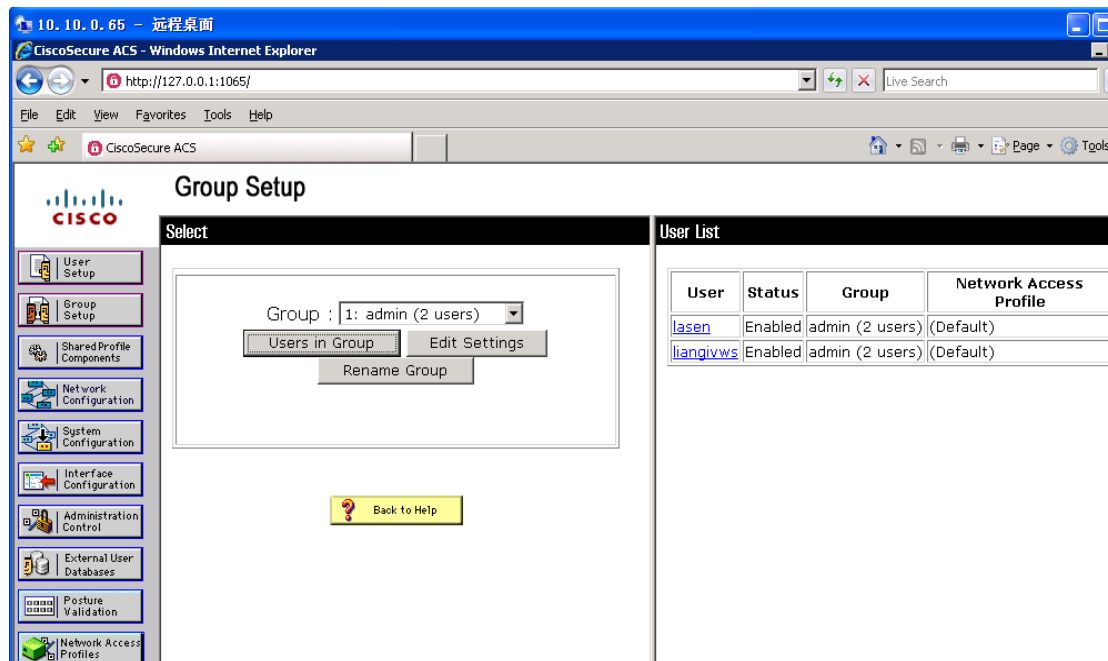 10.10.0.65 - 远程桌面
CiscoSecure ACS - Windows Internet Explorer
http://127.0.0.1:1065/
Live Search
File Edit View Favorites Tools Help
CiscoSecure ACS
Page Tools
CISCO
Group Setup
Select
User List
User Setup
Group Setup
Shared Profile Components
Network Configuration
System Configuration
Interface Configuration
Administration Control
External User Databases
Posture Validation
Network Access Profiles
Group : 1: admin (2 users)
Users in Group Edit Settings
Rename Group
Back to Help
User Status Group Network Access Profile
lasen Enabled admin (2 users) (Default)
liangivws Enabled admin (2 users) (Default)